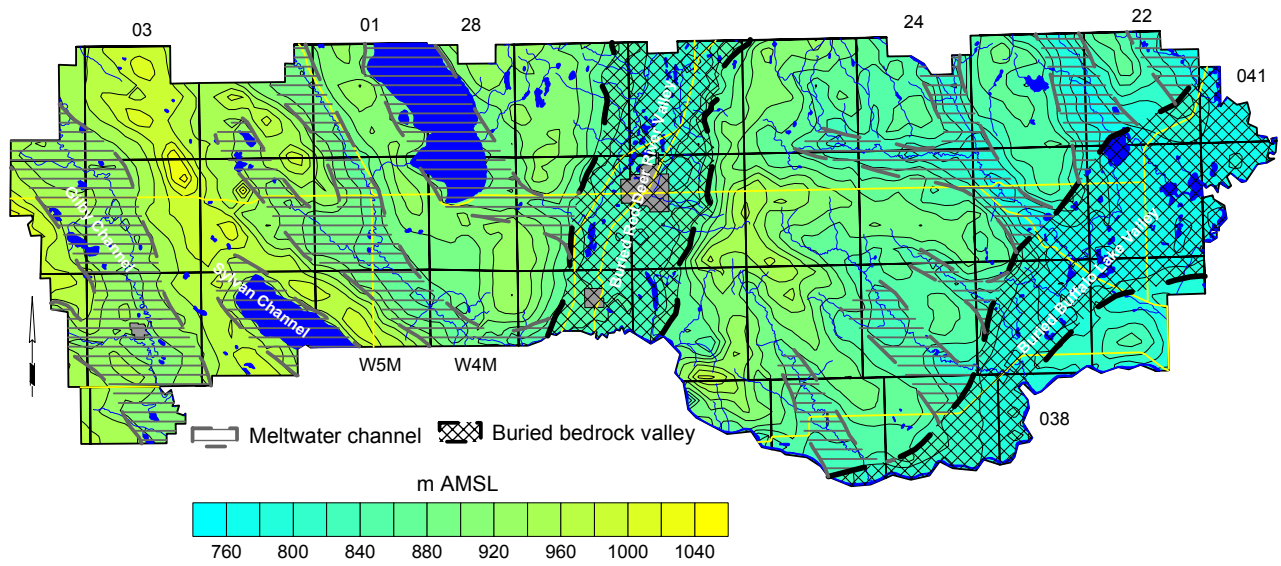 03
01
28
24
22
041
Gilby Channel
Sylvan Channel
Buried Red Deer River Valley
Buried Buffalo Lake Valley
W5M
W4M
038
Meltwater channel
Buried bedrock valley
m AMSL
760
800
840
880
920
960
1000
1040